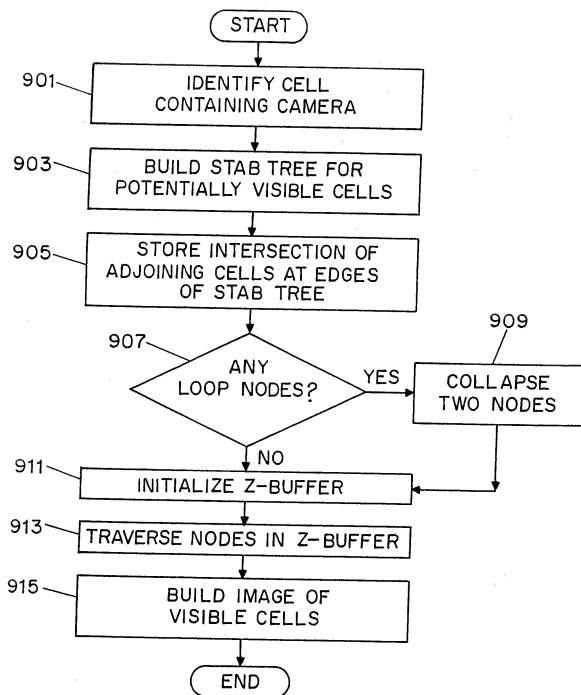 START
901
IDENTIFY CELL
CONTAINING CAMERA
903
BUILD STAB TREE FOR
POTENTIALLY VISIBLE CELLS
905
STORE INTERSECTION OF
ADJOINING CELLS AT EDGES
OF STAB TREE
907
ANY
LOOP NODES?
YES
909
COLLAPSE
TWO NODES
NO
911
INITIALIZE Z-BUFFER
913
TRAVERSE NODES IN Z-BUFFER
915
BUILD IMAGE OF
VISIBLE CELLS
END